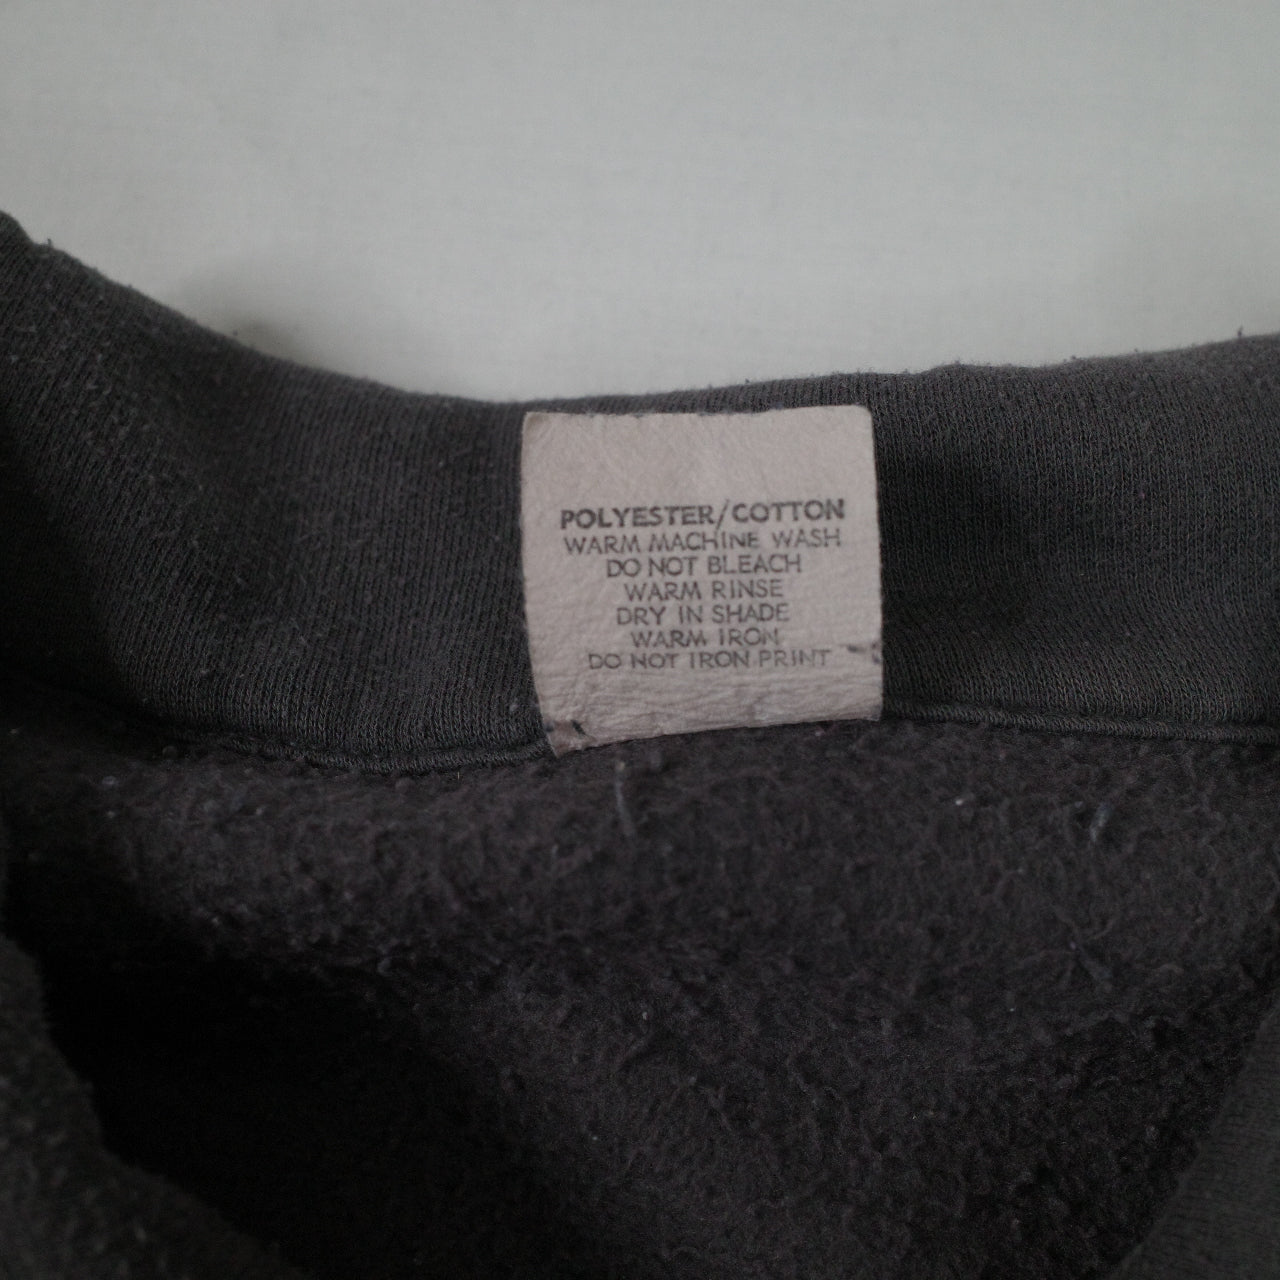 POLYESTER/COTTON
WARM MACHINE WASH
DO NOT BLEACH
WARM RINSE
DRY IN SHADE
WARM IRON
DO NOT IRON PRINT